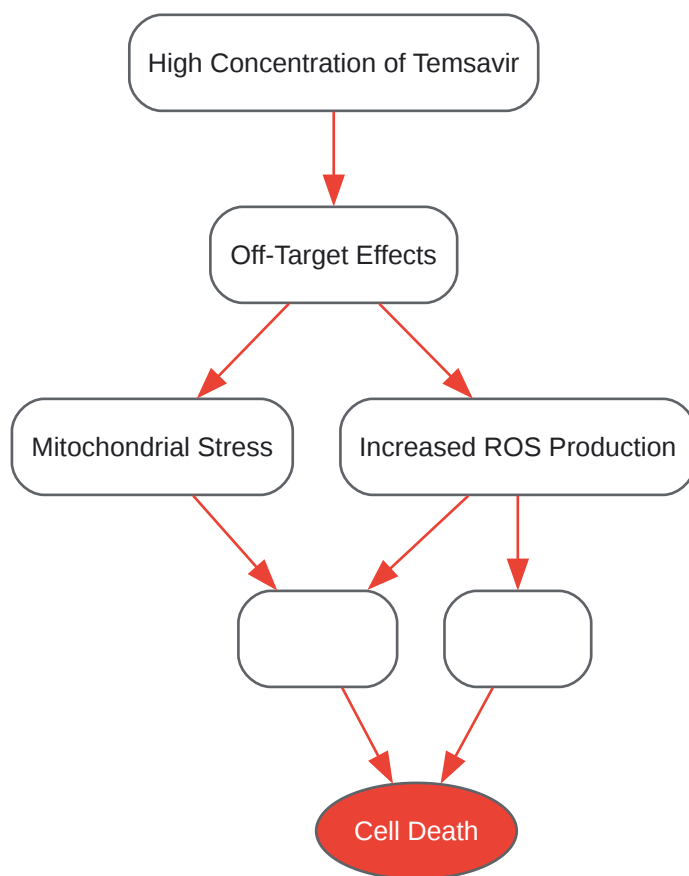 High Concentration of Temsavir
Off-Target Effects
Mitochondrial Stress
Increased ROS Production
Cell Death